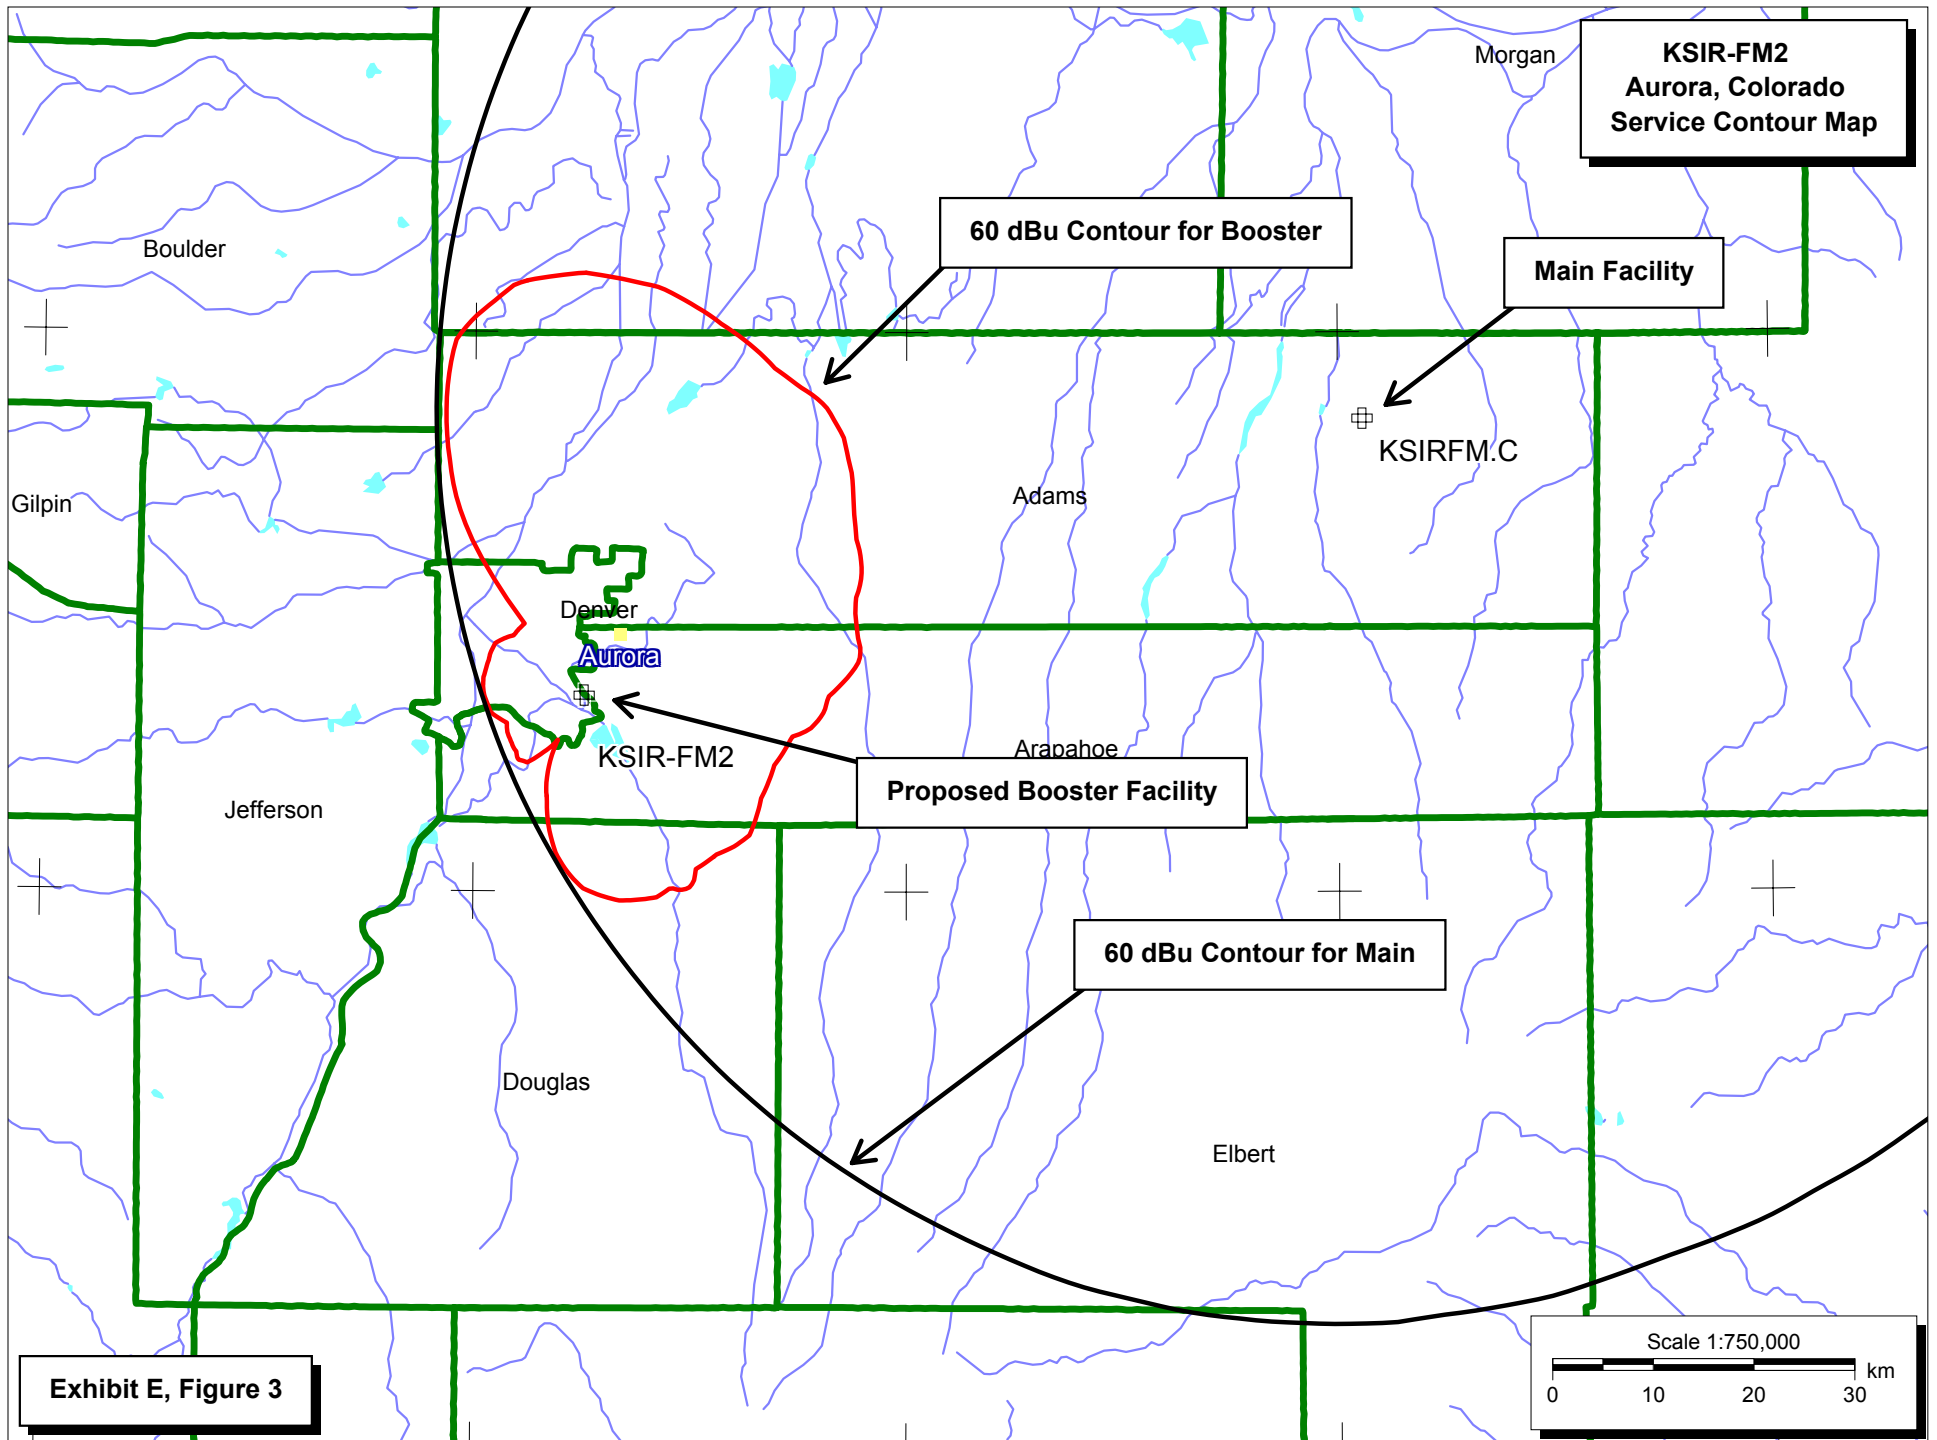 KSIR-FM2
Aurora, Colorado
Service Contour Map
Morgan
60 dBu Contour for Booster
Boulder
Main Facility
KSIRFM.C
Gilpin
Adams
Denver
Aurora
KSIR-FM2
Arapahoe
Proposed Booster Facility
Jefferson
60 dBu Contour for Main
Douglas
Elbert
Exhibit E, Figure 3
Scale 1:750,000
km
0 10 20 30